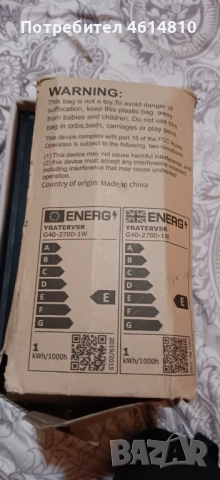 Потребител 4614810
WARNING:
This bag is not a toy.To avoid danger of
suffocation, keep this plastic bag away
from babies and children. Do not use this
bag in cribs,beds, carriages or play pens.
This device complies with part 15 of the FCC Rules
Operation is subject to the following two
(1) This device may not cause harmful interference, and
(2) this device must accept any interference received,
including interference that may cause undesired
Country of origin: Made in china
ENERG
YRATERVSR
G40-2700-1W
A
B
C
D
E
F
G
E
1
kWh/1000h
2019/2015
ENERG
YRATERVSR
G40-2700-1W
A
B
C
D
E
F
G
E
1
kWh/1000h
BAZAR